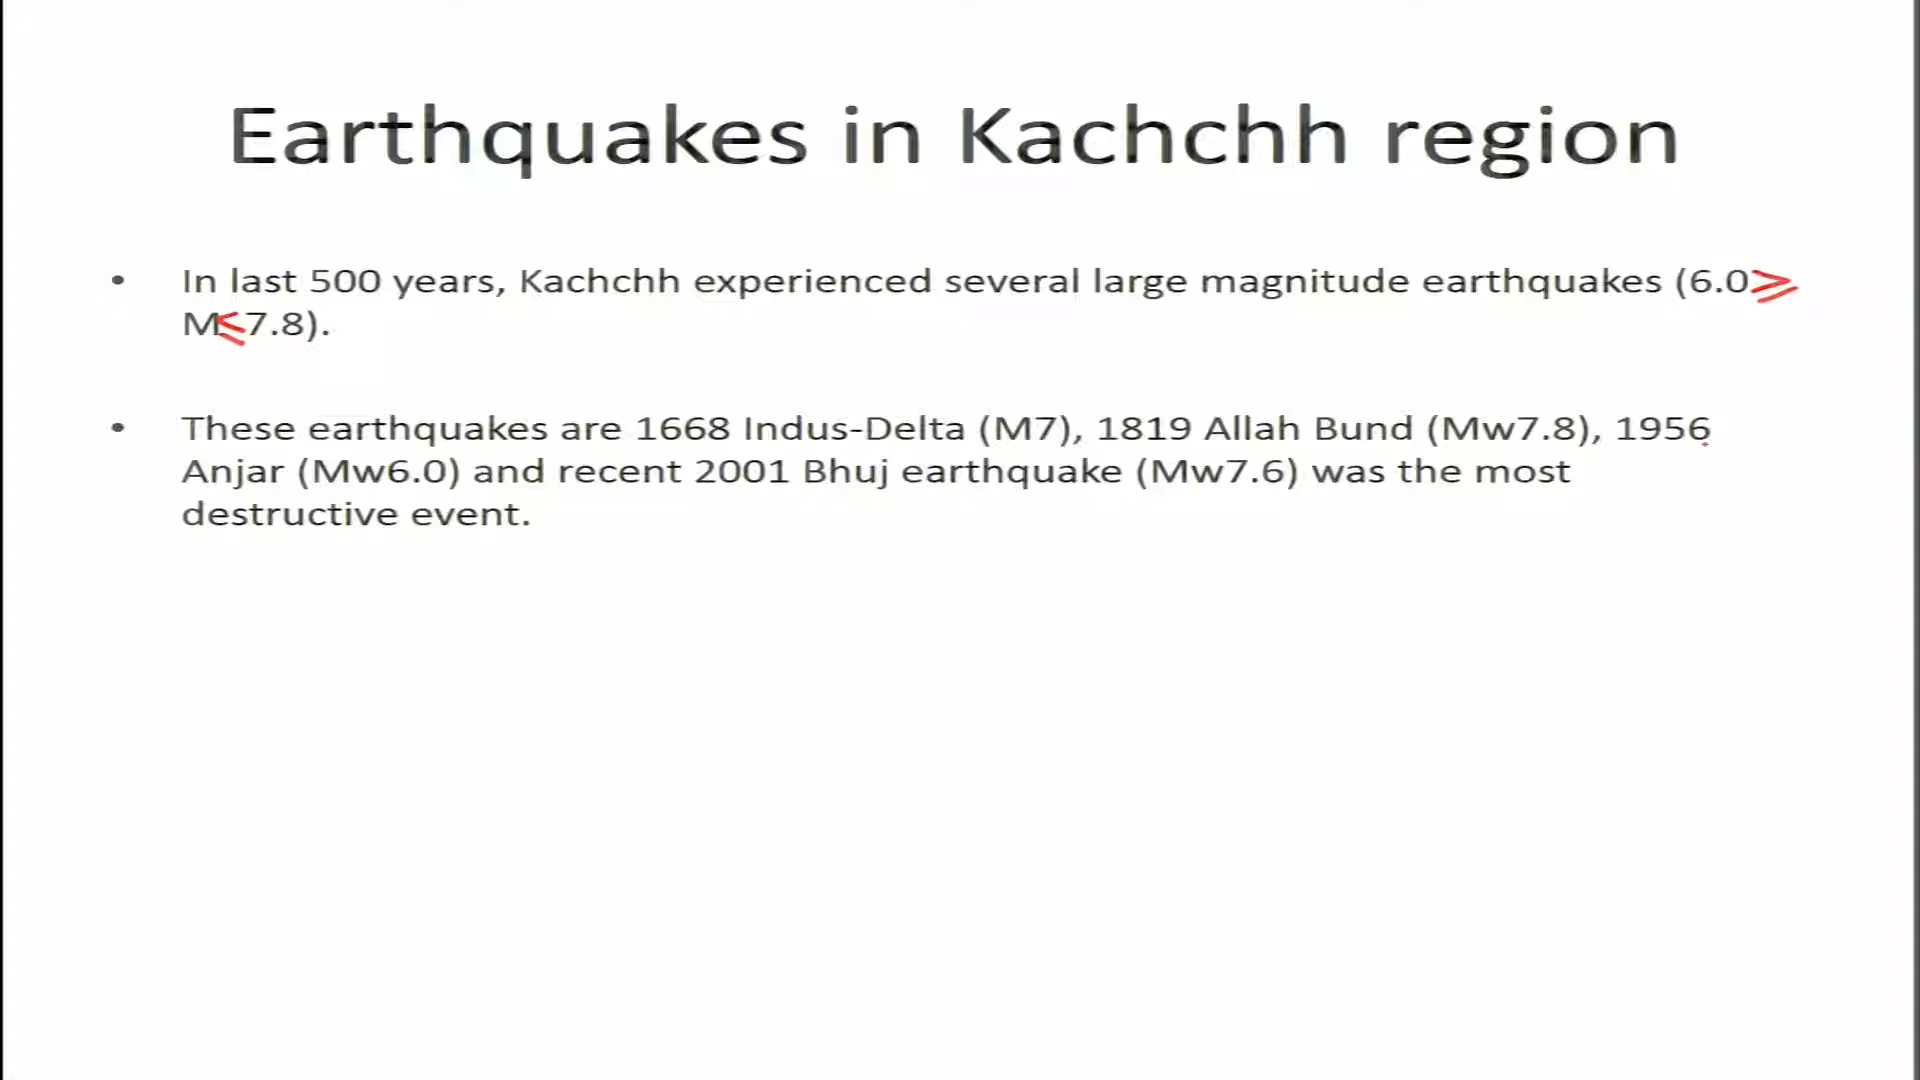 Earthquakes in Kachchh region
• In last 500 years, Kachchh experienced several large magnitude earthquakes (6.0≥
M≤7.8).
• These earthquakes are 1668 Indus-Delta (M7), 1819 Allah Bund (Mw7.8), 1956
Anjar (Mw6.0) and recent 2001 Bhuj earthquake (Mw7.6) was the most
destructive event.